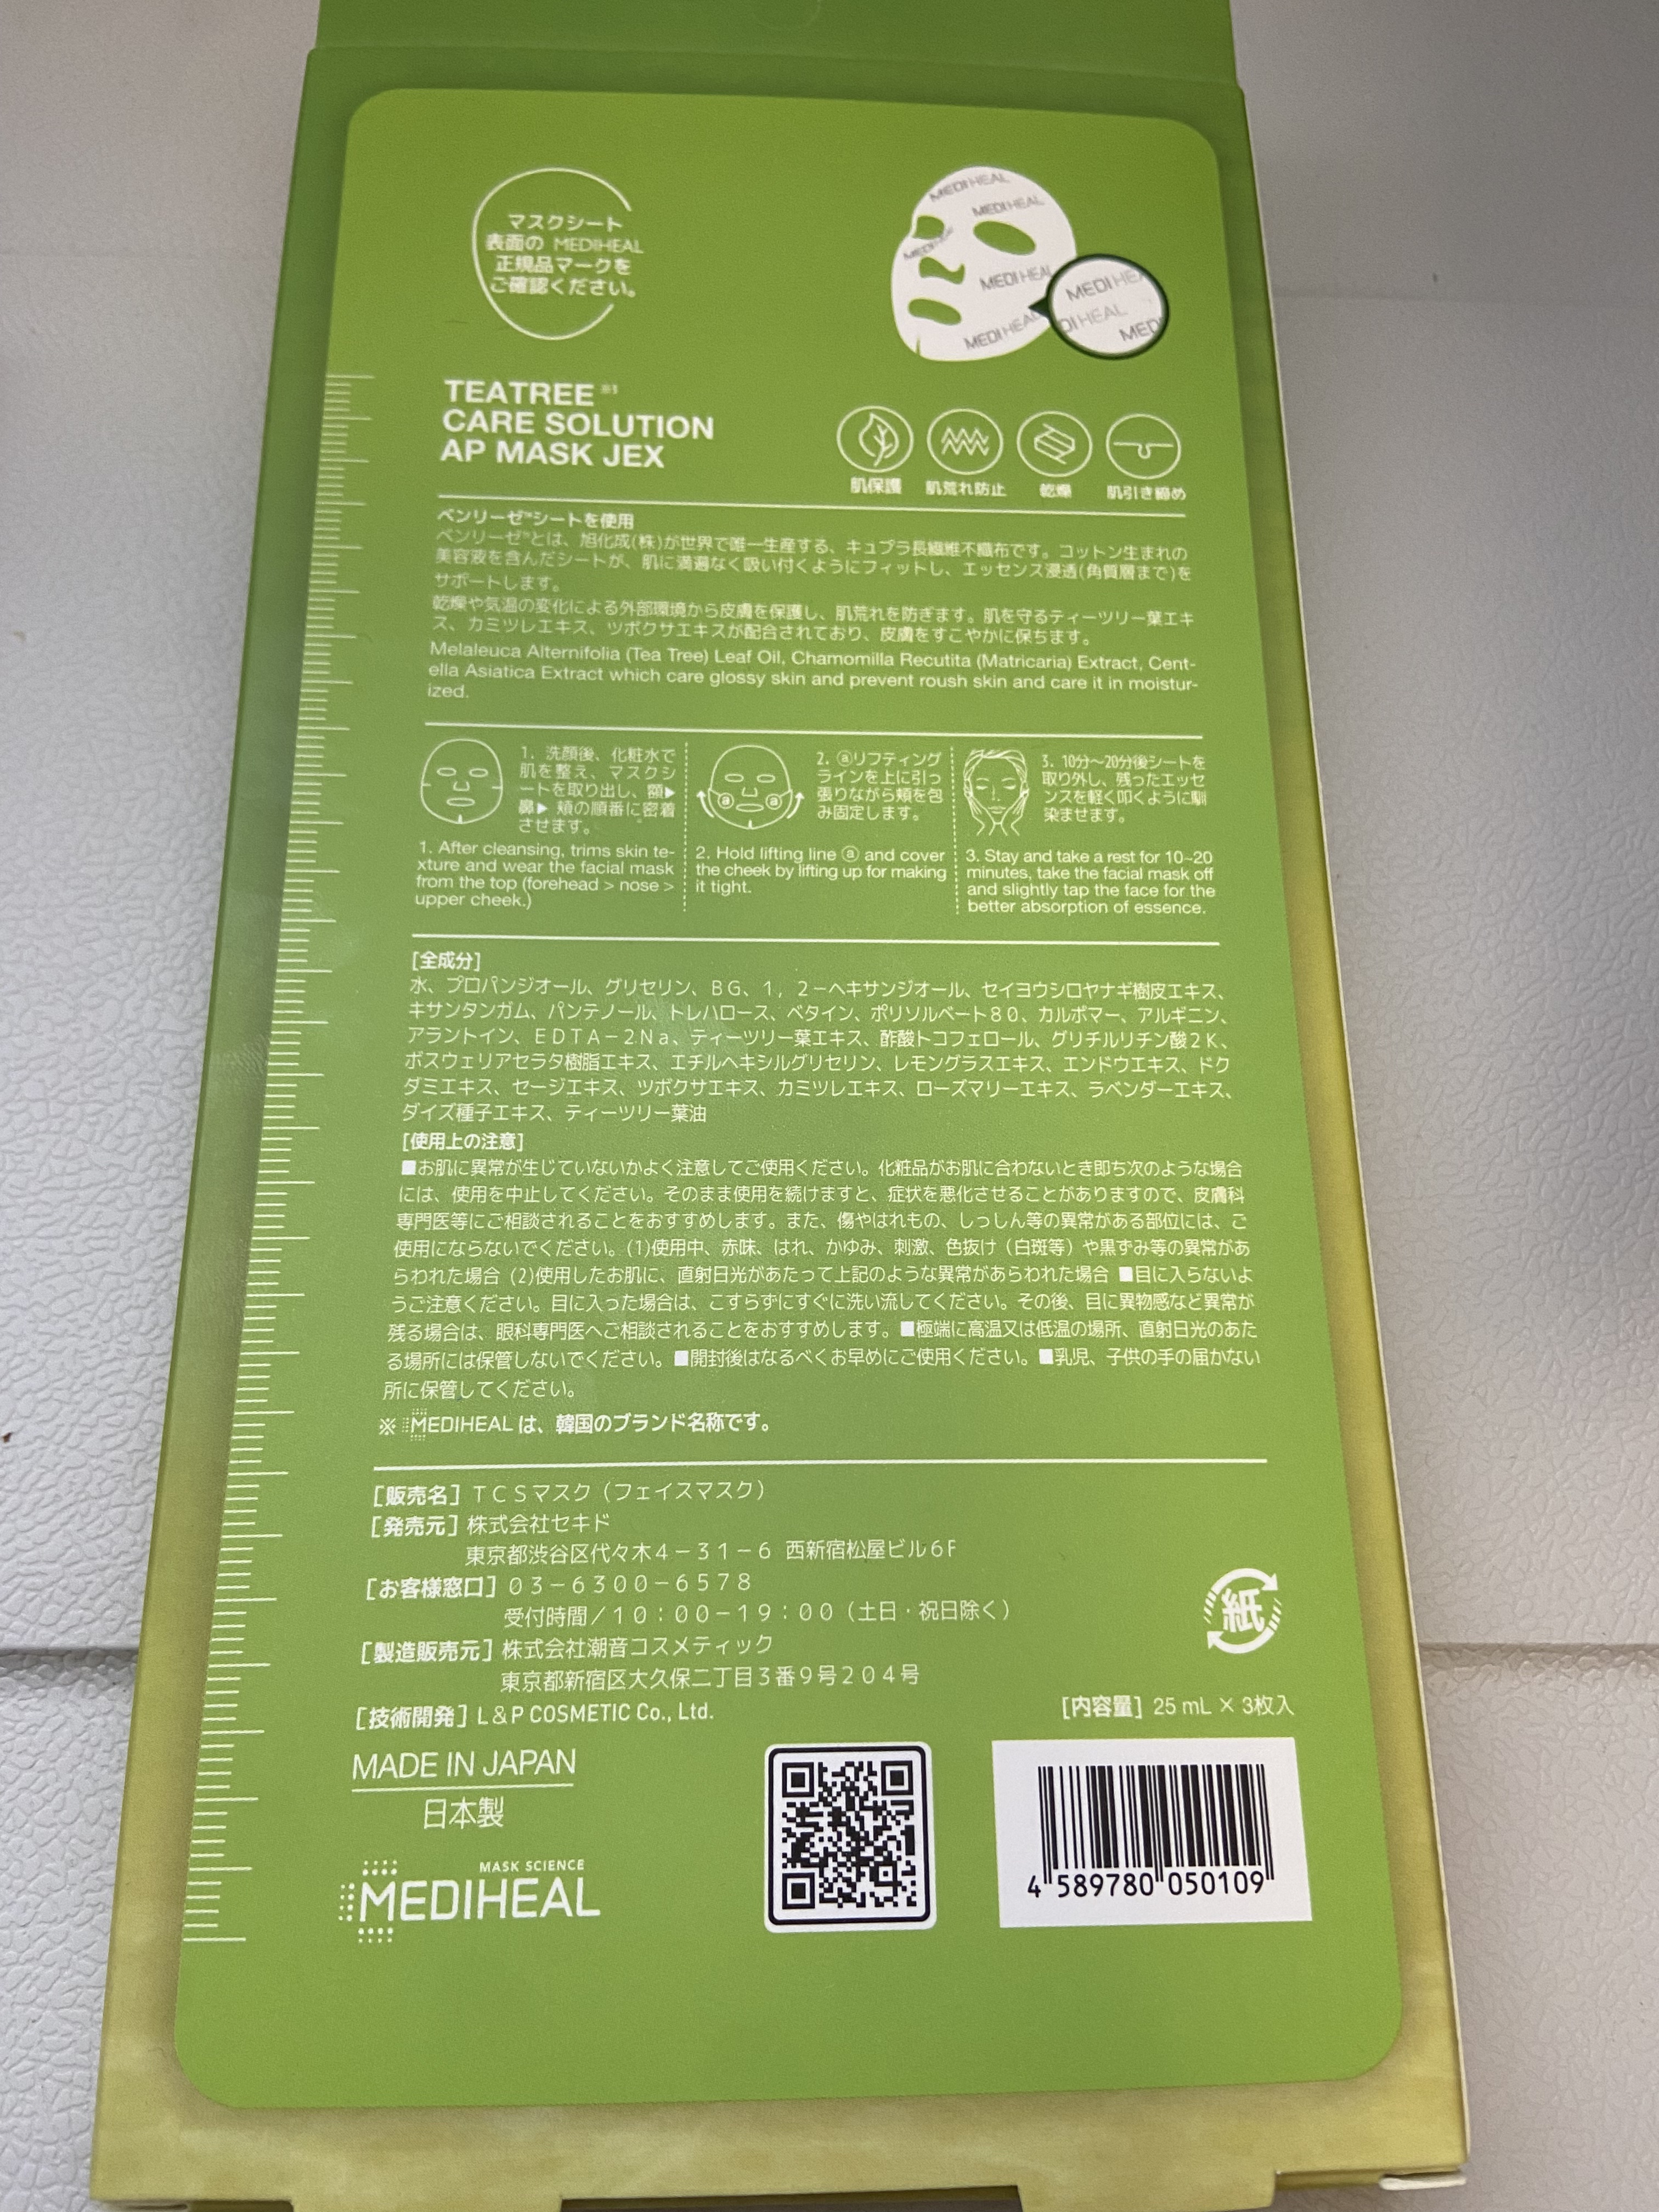 マスクシート
表面の MEDIHEAL
正規品マークを
ご確認ください。
MEDIHEAL
MEDIHEAL
MEDIHEAL
MEDIHEAL
MEDIHEAL
MEDI HEA
DI HEAL
MED
TEATREE ※1
CARE SOLUTION
AP MASK JEX
肌保護
肌荒れ防止
乾燥
肌引き締め
ベンリーゼ™シートを使用
ベンリーゼ™とは、旭化成(株)が世界で唯一生産する、キュプラ長繊維不織布です。コットン生まれの
美容液を含んだシートが、肌に満遍なく吸い付くようにフィットし、エッセンス浸透(角質層まで)を
サポートします。
乾燥や気温の変化による外部環境から皮膚を保護し、肌荒れを防ぎます。肌を守るティーツリー葉エキ
ス、カミツレエキス、ツボクサエキスが配合されており、皮膚をすこやかに保ちます。
Melaleuca Alternifolia (Tea Tree) Leaf Oil, Chamomilla Recutita (Matricaria) Extract, Cent-
ella Asiatica Extract which care glossy skin and prevent roush skin and care it in moistur-
ized.
1. 洗顔後、化粧水で
肌を整え、マスクシ
ートを取り出し、額▶
鼻▶ 頬の順番に密着
させます。
1. After cleansing, trims skin te-
xture and wear the facial mask
from the top (forehead > nose >
upper cheek.)
ⓐ ⓐ
2. ⓐリフティング
ラインを上に引っ
張りながら頬を包
み固定します。
2. Hold lifting line ⓐ and cover
the cheek by lifting up for making
it tight.
3. 10分~20分後シートを
取り外し、残ったエッセ
ンスを軽く叩くように馴
染ませます。
3. Stay and take a rest for 10~20
minutes, take the facial mask off
and slightly tap the face for the
better absorption of essence.
[全成分]
水、プロパンジオール、グリセリン、BG、1，2－ヘキサンジオール、セイヨウシロヤナギ樹皮エキス、
キサンタンガム、パンテノール、トレハロース、ベタイン、ポリソルベート80、カルボマー、アルギニン、
アラントイン、EDTA－2Na、ティーツリー葉エキス、酢酸トコフェロール、グリチルリチン酸2K、
ボスウェリアセラタ樹脂エキス、エチルヘキシルグリセリン、レモングラスエキス、エンドウエキス、ドク
ダミエキス、セージエキス、ツボクサエキス、カミツレエキス、ローズマリーエキス、ラベンダーエキス、
ダイズ種子エキス、ティーツリー葉油
[使用上の注意]
■お肌に異常が生じていないかよく注意してご使用ください。化粧品がお肌に合わないとき即ち次のような場合
には、使用を中止してください。そのまま使用を続けますと、症状を悪化させることがありますので、皮膚科
専門医等にご相談されることをおすすめします。また、傷やはれもの、しっしん等の異常がある部位には、ご
使用にならないでください。(1)使用中、赤味、はれ、かゆみ、刺激、色抜け（白斑等）や黒ずみ等の異常があ
らわれた場合 (2)使用したお肌に、直射日光があたって上記のような異常があらわれた場合 ■目に入らないよ
うご注意ください。目に入った場合は、こすらずにすぐに洗い流してください。その後、目に異物感など異常が
残る場合は、眼科専門医へご相談されることをおすすめします。■極端に高温又は低温の場所、直射日光のあた
る場所には保管しないでください。■開封後はなるべくお早めにご使用ください。■乳児、子供の手の届かない
所に保管してください。
※ MEDIHEAL は、韓国のブランド名称です。
[販売名] TCSマスク（フェイスマスク）
[発売元] 株式会社セキド
東京都渋谷区代々木4－31－6 西新宿松屋ビル6F
[お客様窓口] 03－6300－6578
受付時間／10：00－19：00（土日・祝日除く）
[製造販売元] 株式会社潮音コスメティック
東京都新宿区大久保二丁目3番9号204号
[技術開発] L&P COSMETIC Co., Ltd.
紙
[内容量] 25 mL × 3枚入
MADE IN JAPAN
日本製
MASK SCIENCE
MEDIHEAL
4 589780 050109